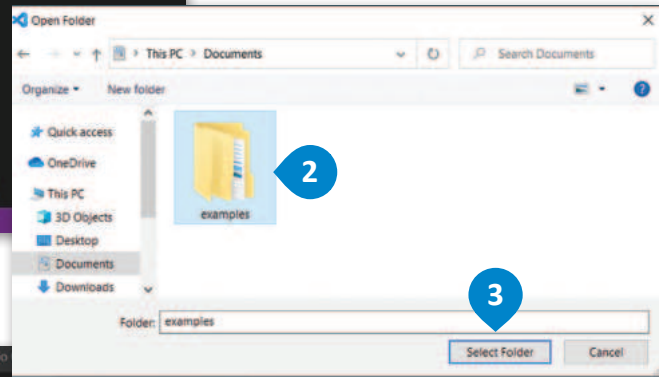 Open Folder
This PC > Documents
Search Documents
Organize
New folder
Quick access
OneDrive
This PC
3D Objects
Desktop
Documents
Downloads
examples
2
3
Folder: examples
Select Folder
Cancel